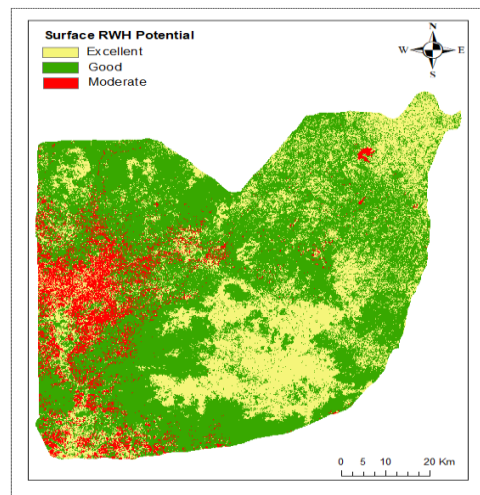 Surface RWH Potential
Excellent
Good
Moderate
N
W E
S
0 5 10 20 Km